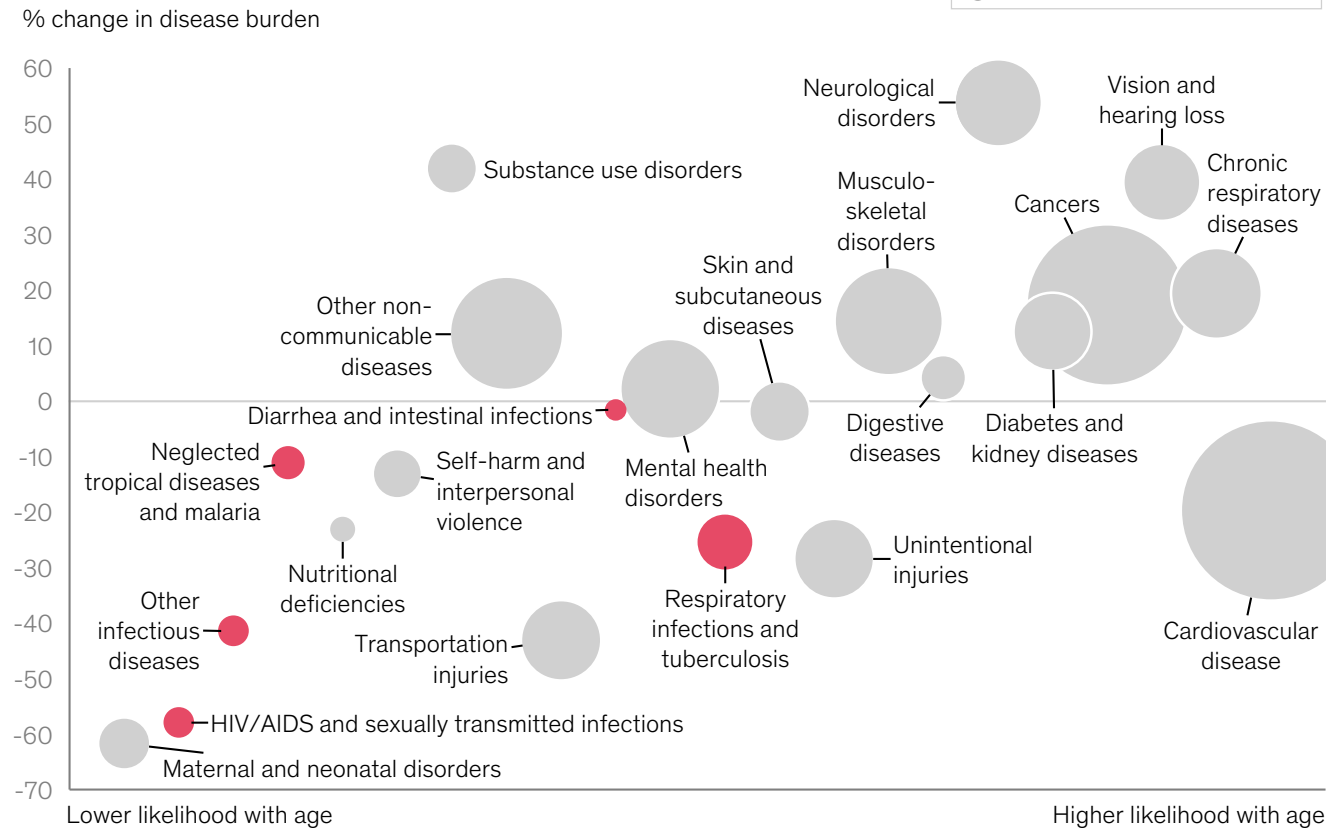 % change in disease burden
60
50
40
30
20
10
0
-10
-20
-30
-40
-50
-60
-70
Neurological
disorders
Vision and
hearing loss
Substance use disorders
Chronic
respiratory
diseases
Musculo-
skeletal
disorders
Cancers
Skin and
subcutaneous
diseases
Other non-
communicable
diseases
Diarrhea and intestinal infections
Digestive
diseases
Diabetes and
kidney diseases
Neglected
tropical diseases
and malaria
Self-harm and
interpersonal
violence
Mental health
disorders
Nutritional
deficiencies
Unintentional
injuries
Other
infectious
diseases
Respiratory
infections and
tuberculosis
Transportation
injuries
Cardiovascular
disease
HIV/AIDS and sexually transmitted infections
Maternal and neonatal disorders
Lower likelihood with age
Higher likelihood with age